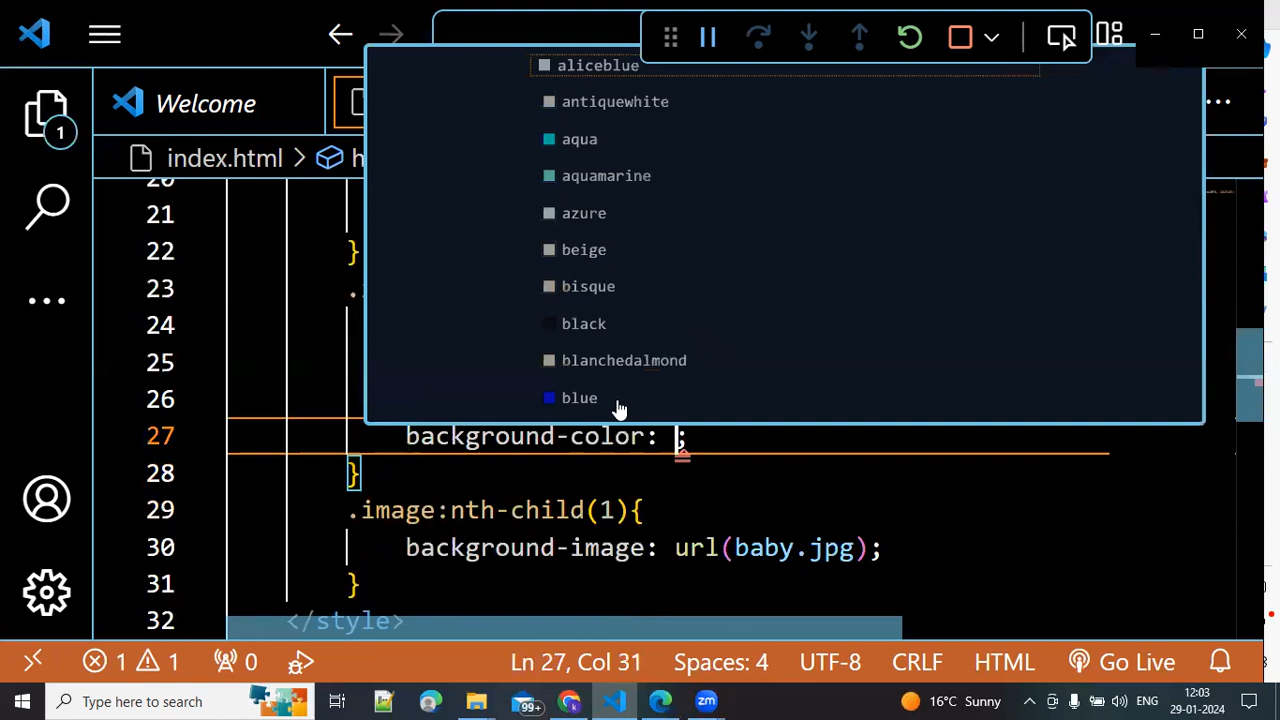 aliceblue
Welcome
antiquewhite
aqua
1
index.html
aquamarine
20
21
azure
22
}
beige
23
.
bisque
24
black
25
blanchedalmond
26
blue
27
background-color: ;
28
}
29
.image:nth-child(1){
30
background-image: url(baby.jpg);
31
}
32
</style>
1 1 0 Ln 27, Col 31 Spaces: 4 UTF-8 CRLF HTML Go Live
Type here to search
99+
zm
16°C Sunny
ENG
12:03
29-01-2024